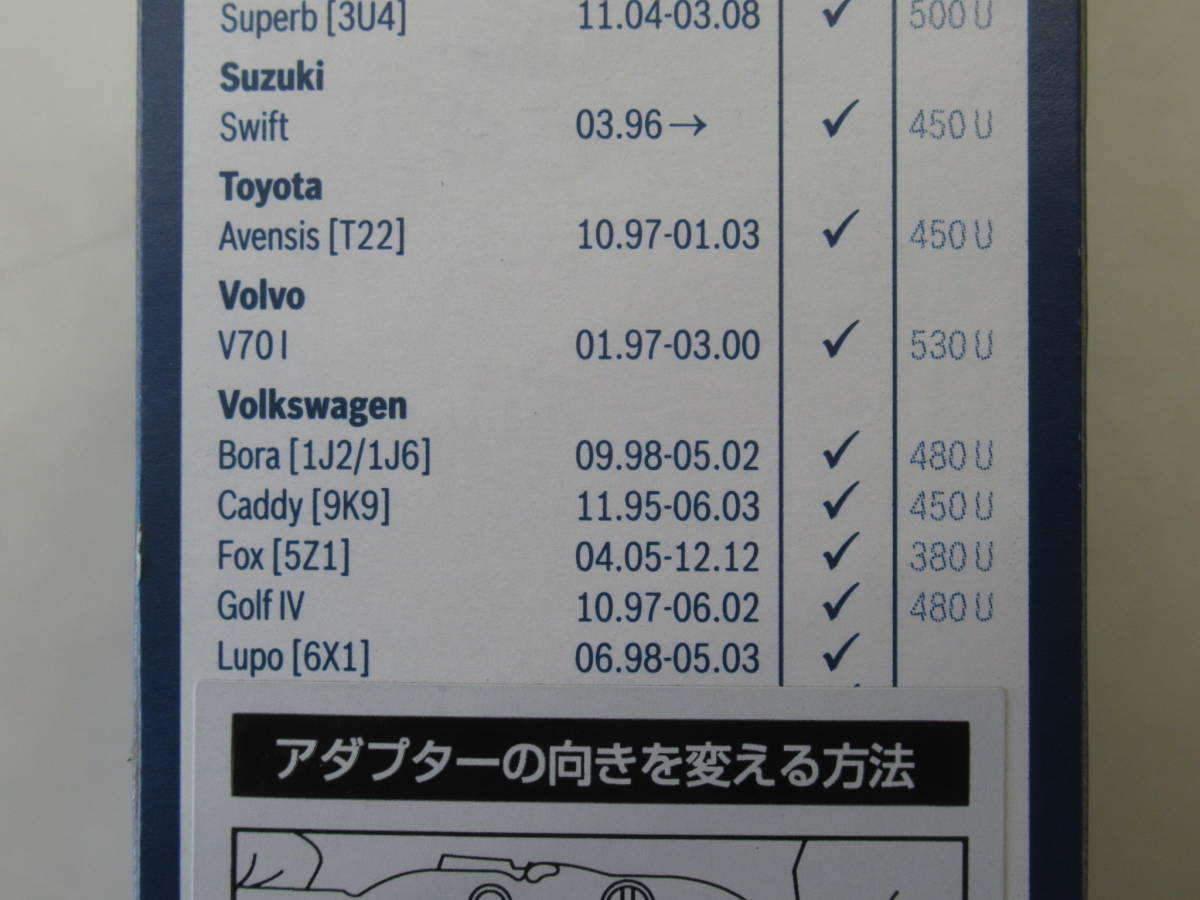 Superb [3U4] 11.04-03.08 ✓ 500 U
Suzuki
Swift 03.96→ ✓ 450 U
Toyota
Avensis [T22] 10.97-01.03 ✓ 450 U
Volvo
V70 I 01.97-03.00 ✓ 530 U
Volkswagen
Bora [1J2/1J6] 09.98-05.02 ✓ 480 U
Caddy [9K9] 11.95-06.03 ✓ 450 U
Fox [5Z1] 04.05-12.12 ✓ 380 U
Golf IV 10.97-06.02 ✓ 480 U
Lupo [6X1] 06.98-05.03 ✓
アダプターの向きを変える方法